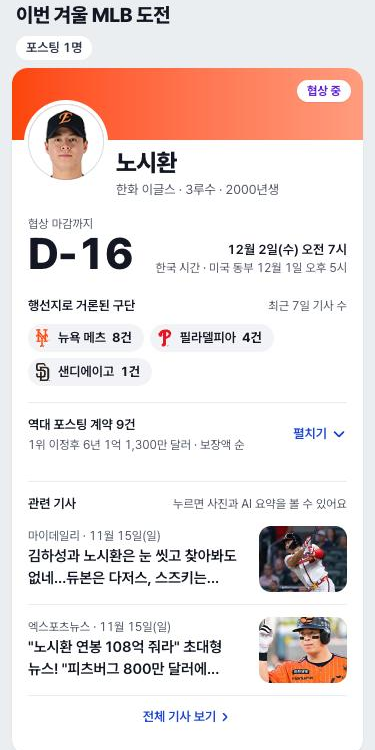 이번 겨울 MLB 도전
포스팅 1명
협상 중
노시환
한화 이글스 · 3루수 · 2000년생
협상 마감까지
D-16
12월 2일(수) 오전 7시
한국 시간 · 미국 동부 12월 1일 오후 5시
행선지로 거론된 구단
최근 7일 기사 수
뉴욕 메츠 8건
필라델피아 4건
샌디에이고 1건
역대 포스팅 계약 9건
1위 이정후 6년 1억 1,300만 달러 · 보장액 순
펼치기
관련 기사
누르면 사진과 AI 요약을 볼 수 있어요
마이데일리 · 11월 15일(일)
김하성과 노시환은 눈 씻고 찾아봐도
없네...듀본은 다저스, 스즈키는...
엑스포츠뉴스 · 11월 15일(일)
"노시환 연봉 108억 줘라" 초대형
뉴스! "피츠버그 800만 달러에...
전체 기사 보기